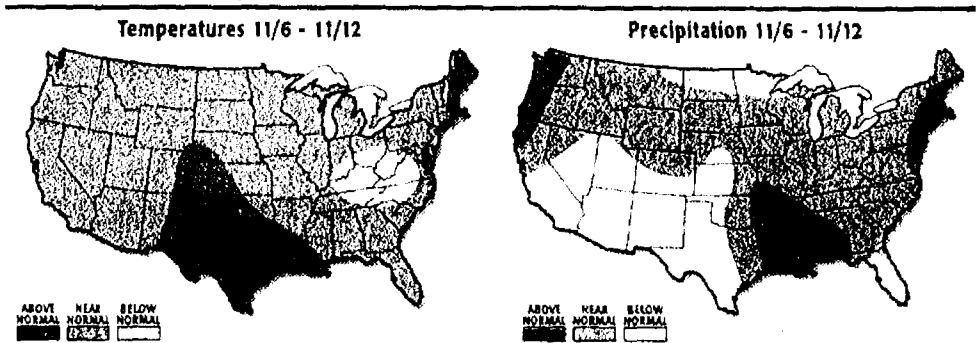 Temperatures 11/6 - 11/12
ABOVE NORMAL
NEAR NORMAL
BELOW NORMAL
Precipitation 11/6 - 11/12
ABOVE NORMAL
NEAR NORMAL
BELOW NORMAL